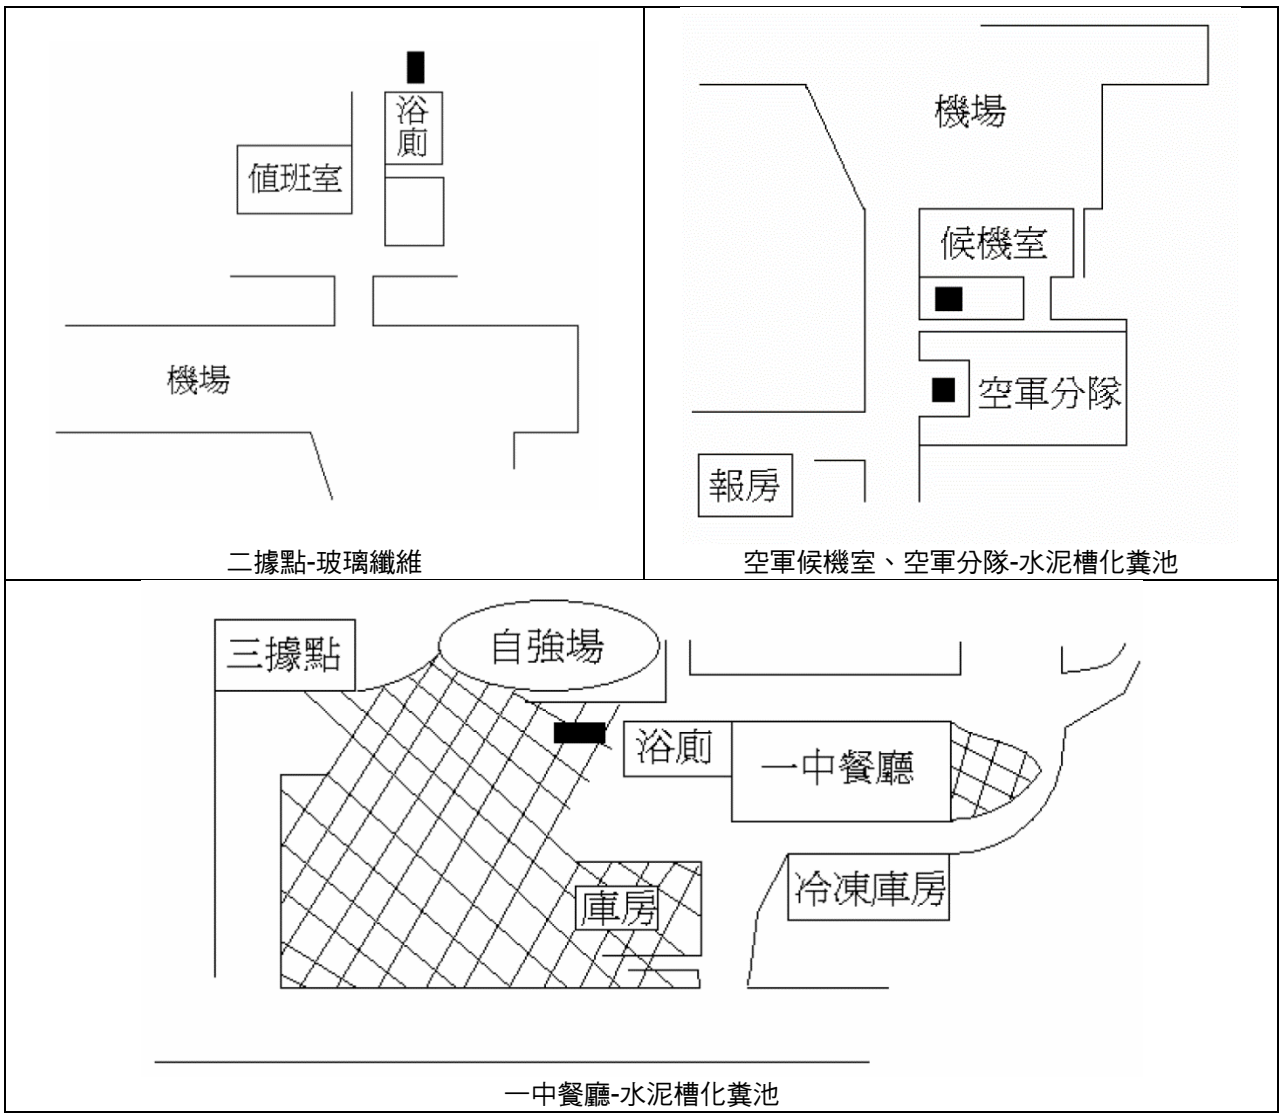 浴
廁
値班室
機場
二據點-玻璃纖維
機場
候機室
空軍分隊
報房
空軍候機室、空軍分隊-水泥槽化糞池
三據點
自強場
浴廁
一中餐廳
冷凍庫房
庫房
一中餐廳-水泥槽化糞池